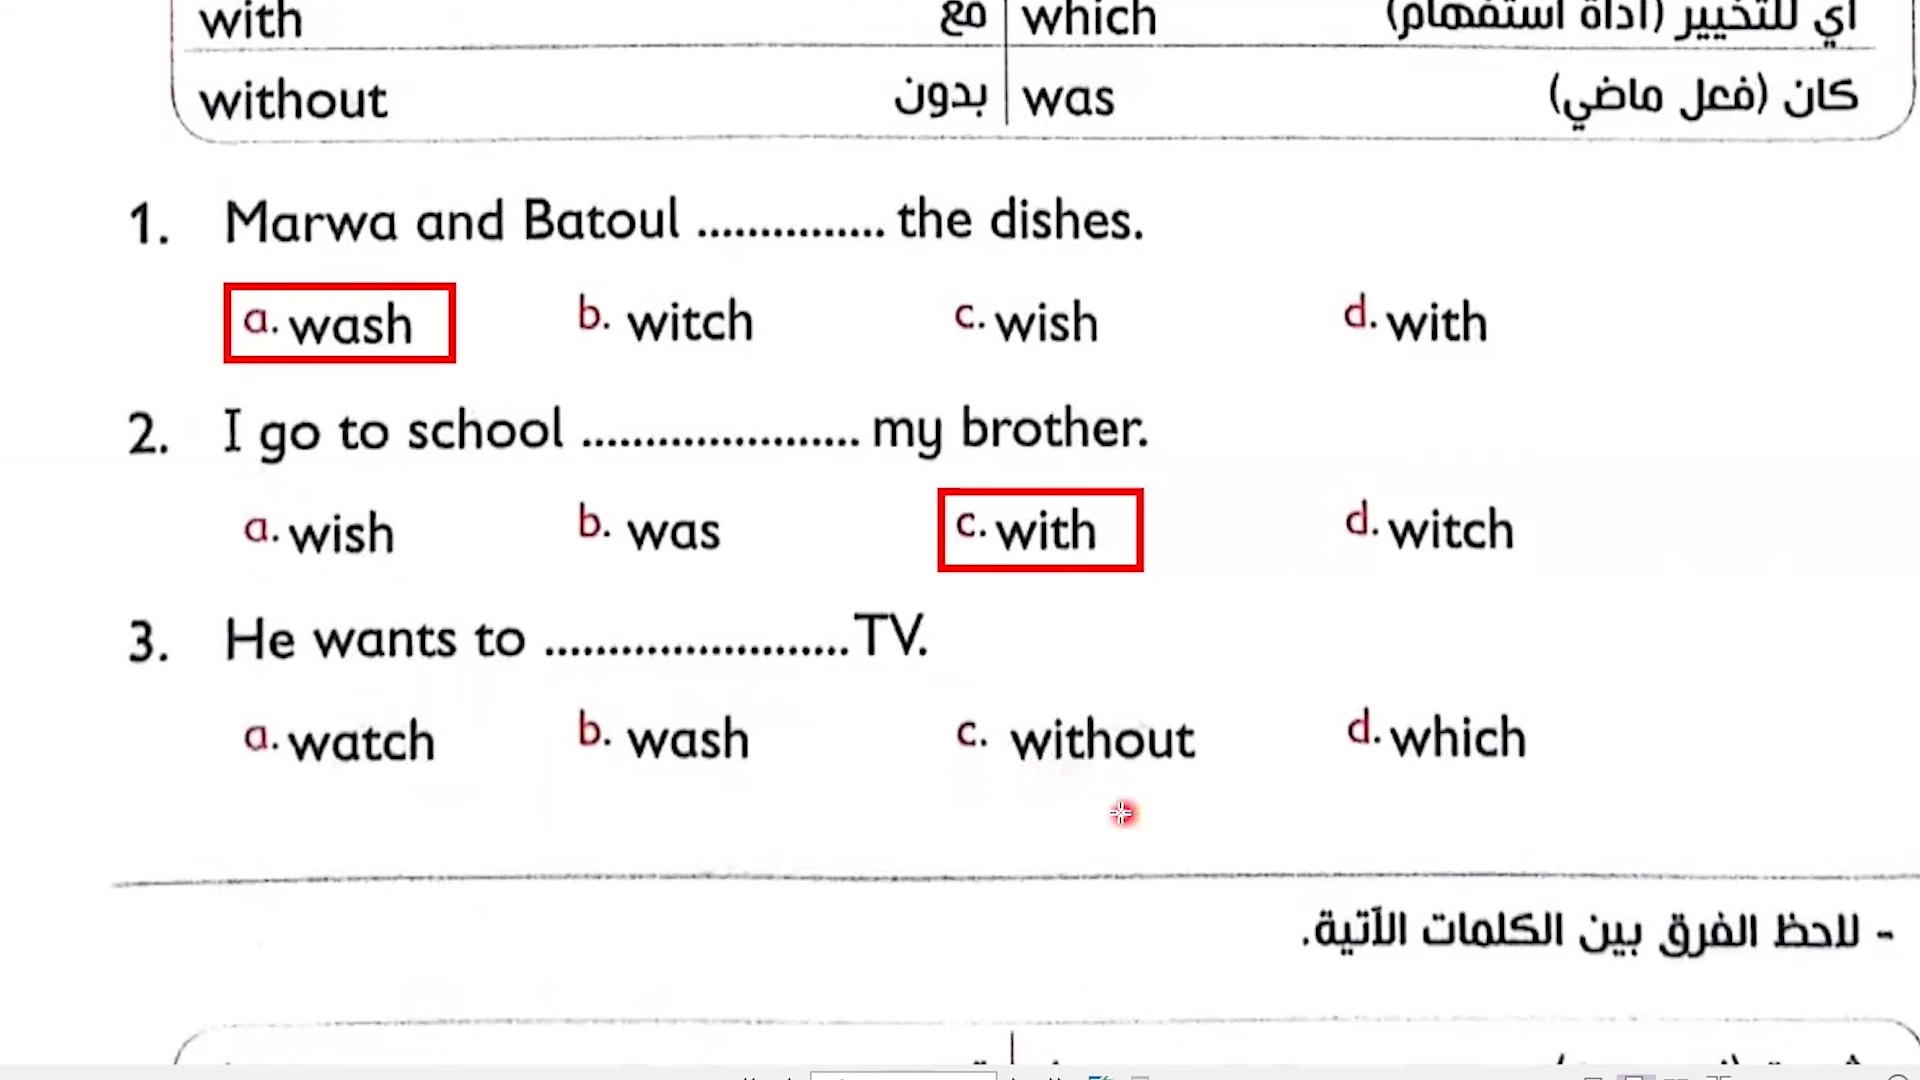 with مع which أي للتخيير (أداة استفهام)
without بدون was كان (فعل ماضي)
1. Marwa and Batoul ............... the dishes.
a. wash b. witch c. wish d. with
2. I go to school ...................... my brother.
a. wish b. was c. with d. witch
3. He wants to ........................ TV.
a. watch b. wash c. without d. which
- للاحظ الفرق بين الكلمات الآتية.